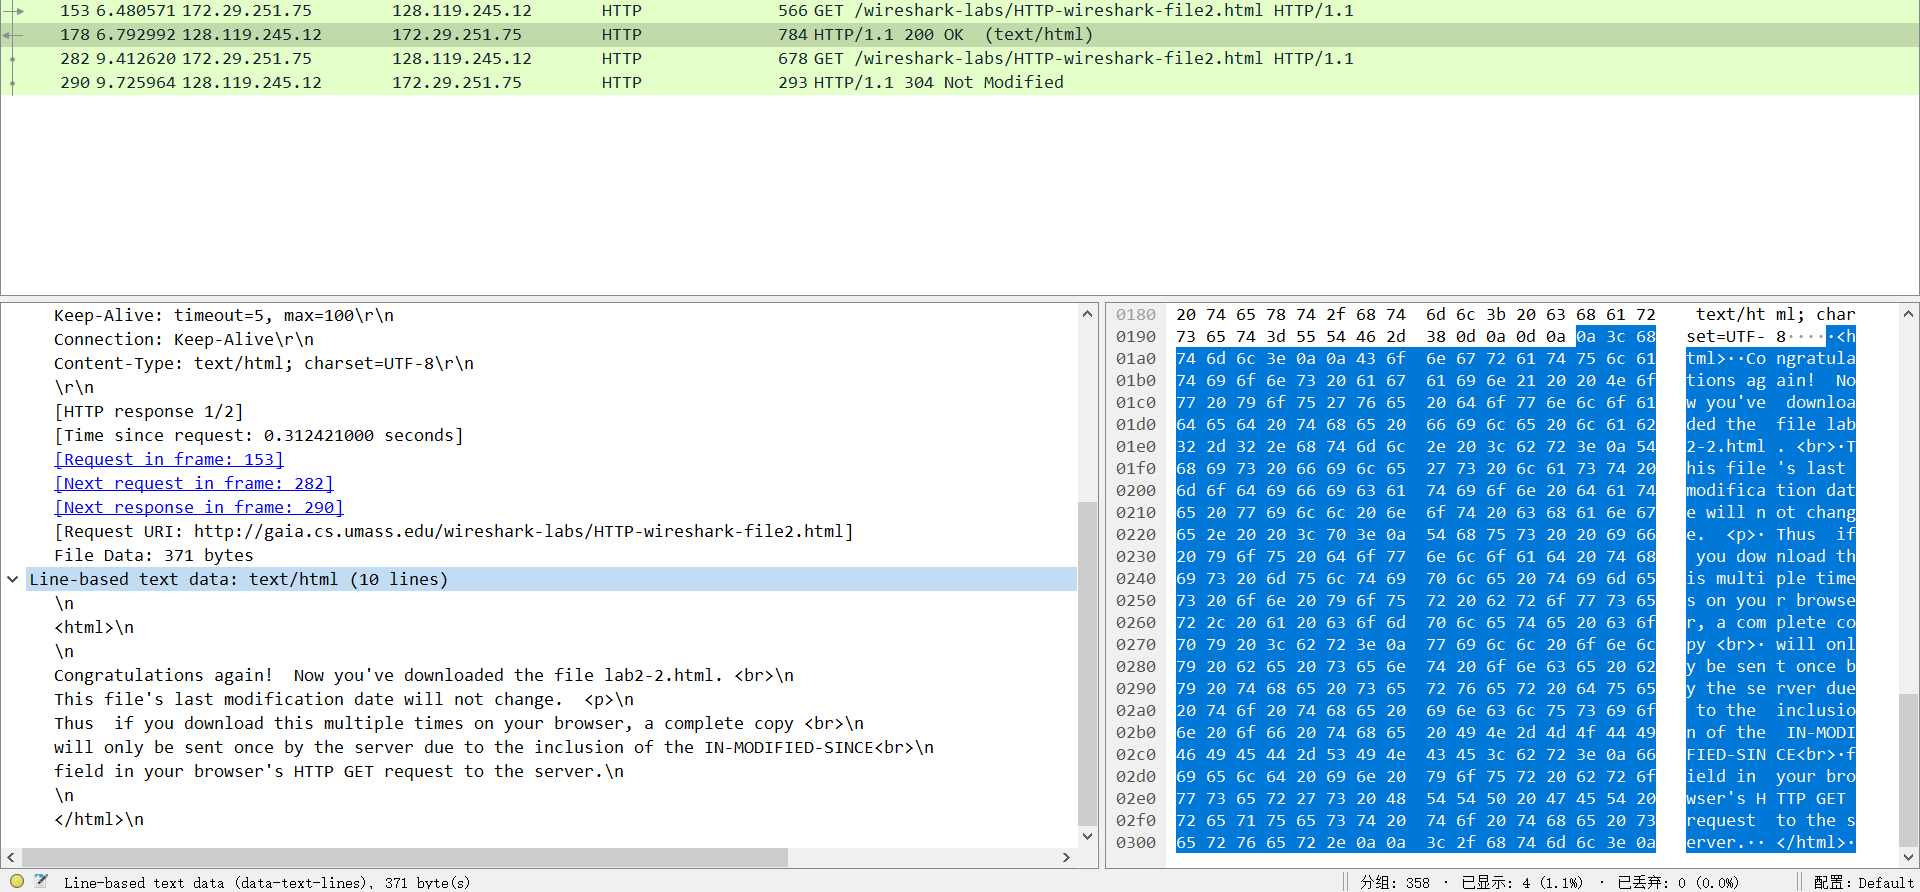 153 6.480571 172.29.251.75 128.119.245.12 HTTP 566 GET /wireshark-labs/HTTP-wireshark-file2.html HTTP/1.1
178 6.792992 128.119.245.12 172.29.251.75 HTTP 784 HTTP/1.1 200 OK  (text/html)
282 9.412620 172.29.251.75 128.119.245.12 HTTP 678 GET /wireshark-labs/HTTP-wireshark-file2.html HTTP/1.1
290 9.725964 128.119.245.12 172.29.251.75 HTTP 293 HTTP/1.1 304 Not Modified
Keep-Alive: timeout=5, max=100\r\n
Connection: Keep-Alive\r\n
Content-Type: text/html; charset=UTF-8\r\n
\r\n
[HTTP response 1/2]
[Time since request: 0.312421000 seconds]
[Request in frame: 153]
[Next request in frame: 282]
[Next response in frame: 290]
[Request URI: http://gaia.cs.umass.edu/wireshark-labs/HTTP-wireshark-file2.html]
File Data: 371 bytes
Line-based text data: text/html (10 lines)
\n
<html>\n
\n
Congratulations again!  Now you've downloaded the file lab2-2.html. <br>\n
This file's last modification date will not change.  <p>\n
Thus  if you download this multiple times on your browser, a complete copy <br>\n
will only be sent once by the server due to the inclusion of the IN-MODIFIED-SINCE<br>\n
field in your browser's HTTP GET request to the server.\n
\n
</html>\n
0180 20 74 65 78 74 2f 68 74 6d 6c 3b 20 63 68 61 72  text/ht ml; char
0190 73 65 74 3d 55 54 46 2d 38 0d 0a 0d 0a 0a 3c 68 set=UTF- 8·····<h
01a0 74 6d 6c 3e 0a 0a 43 6f 6e 67 72 61 74 75 6c 61 tml>··Co ngratula
01b0 74 69 6f 6e 73 20 61 67 61 69 6e 21 20 20 4e 6f tions ag ain!  No
01c0 77 20 79 6f 75 27 76 65 20 64 6f 77 6e 6c 6f 61 w you've  downloa
01d0 64 65 64 20 74 68 65 20 66 69 6c 65 20 6c 61 62 ded the  file lab
01e0 32 2d 32 2e 68 74 6d 6c 2e 20 3c 62 72 3e 0a 54 2-2.html . <br>·T
01f0 68 69 73 20 66 69 6c 65 27 73 20 6c 61 73 74 20 his file 's last
0200 6d 6f 64 69 66 69 63 61 74 69 6f 6e 20 64 61 74 modifica tion dat
0210 65 20 77 69 6c 6c 20 6e 6f 74 20 63 68 61 6e 67 e will n ot chang
0220 65 2e 20 20 3c 70 3e 0a 54 68 75 73 20 20 69 66 e.  <p>· Thus  if
0230 20 79 6f 75 20 64 6f 77 6e 6c 6f 61 64 20 74 68  you dow nload th
0240 69 73 20 6d 75 6c 74 69 70 6c 65 20 74 69 6d 65 is multi ple time
0250 73 20 6f 6e 20 79 6f 75 72 20 62 72 6f 77 73 65 s on you r browse
0260 72 2c 20 61 20 63 6f 6d 70 6c 65 74 65 20 63 6f r, a com plete co
0270 70 79 20 3c 62 72 3e 0a 77 69 6c 6c 20 6f 6e 6c py <br>· will onl
0280 79 20 62 65 20 73 65 6e 74 20 6f 6e 63 65 20 62 y be sen t once b
0290 79 20 74 68 65 20 73 65 72 76 65 72 20 64 75 65 y the se rver due
02a0 20 74 6f 20 74 68 65 20 69 6e 63 6c 75 73 69 6f  to the  inclusio
02b0 6e 20 6f 66 20 74 68 65 20 49 4e 2d 4d 4f 44 49 n of the  IN-MODI
02c0 46 49 45 44 2d 53 49 4e 43 45 3c 62 72 3e 0a 66 FIED-SIN CE<br>·f
02d0 69 65 6c 64 20 69 6e 20 79 6f 75 72 20 62 72 6f ield in  your bro
02e0 77 73 65 72 27 73 20 48 54 54 50 20 47 45 54 20 wser's H TTP GET
02f0 72 65 71 75 65 73 74 20 74 6f 20 74 68 65 20 73 request  to the s
0300 65 72 76 65 72 2e 0a 0a 3c 2f 68 74 6d 6c 3e 0a erver.·· </html>·
Line-based text data (data-text-lines), 371 byte(s)
分组: 358 · 已显示: 4 (1.1%) · 已丢弃: 0 (0.0%)
配置: Default